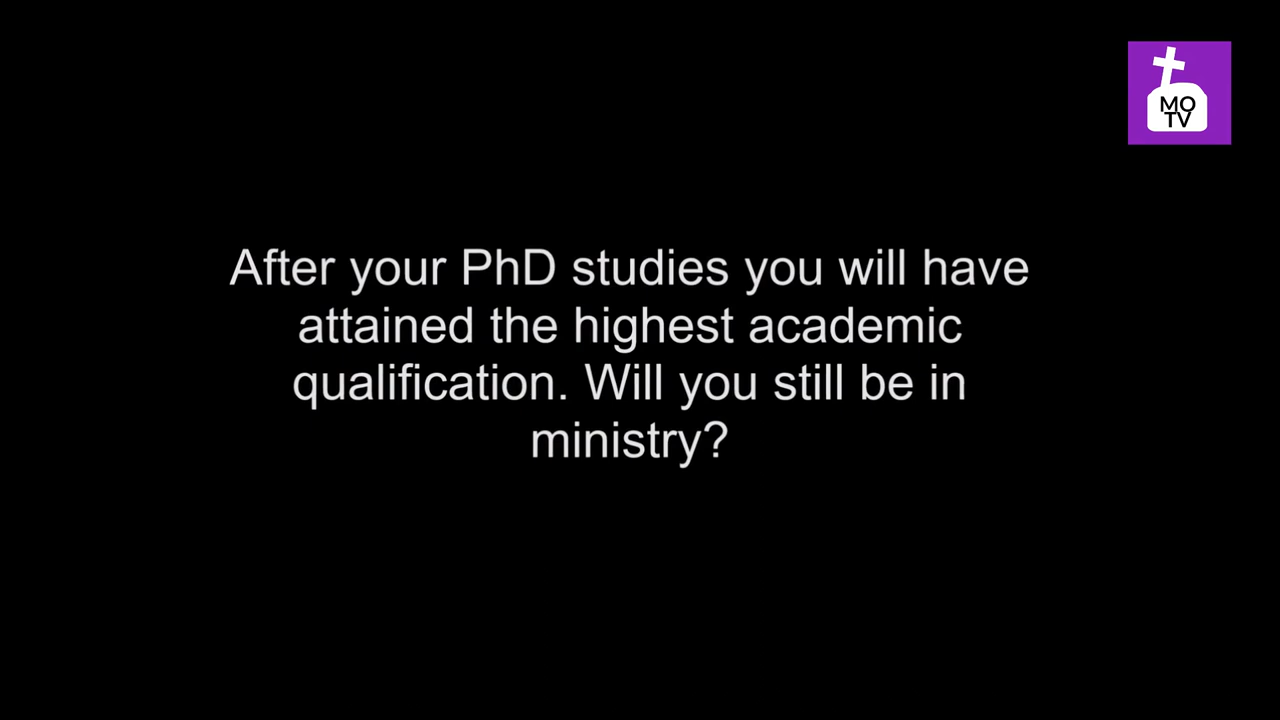 MO
TV
After your PhD studies you will have
attained the highest academic
qualification. Will you still be in
ministry?